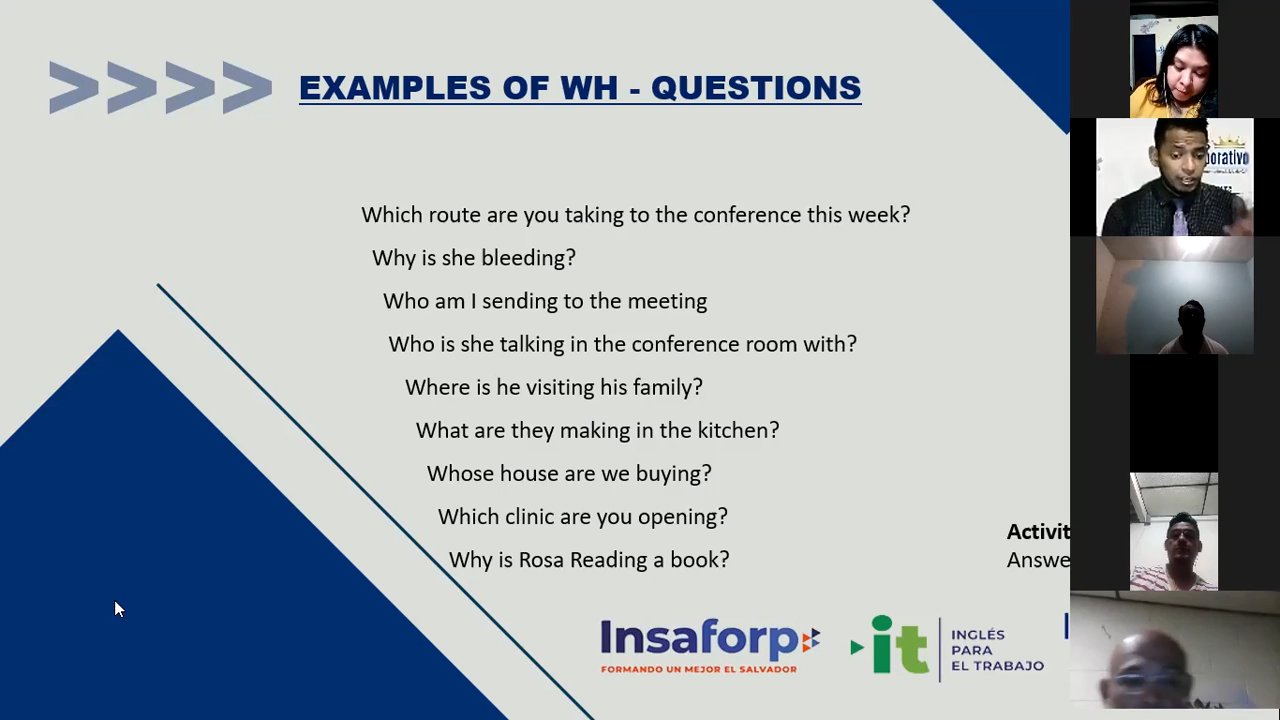 EXAMPLES OF WH - QUESTIONS
Which route are you taking to the conference this week?
Why is she bleeding?
Who am I sending to the meeting
Who is she talking in the conference room with?
Where is he visiting his family?
What are they making in the kitchen?
Whose house are we buying?
Which clinic are you opening?
Why is Rosa Reading a book?
Activit
Answe
Insaforp
FORMANDO UN MEJOR EL SALVADOR
it
INGLÉS
PARA
EL TRABAJO
porativo